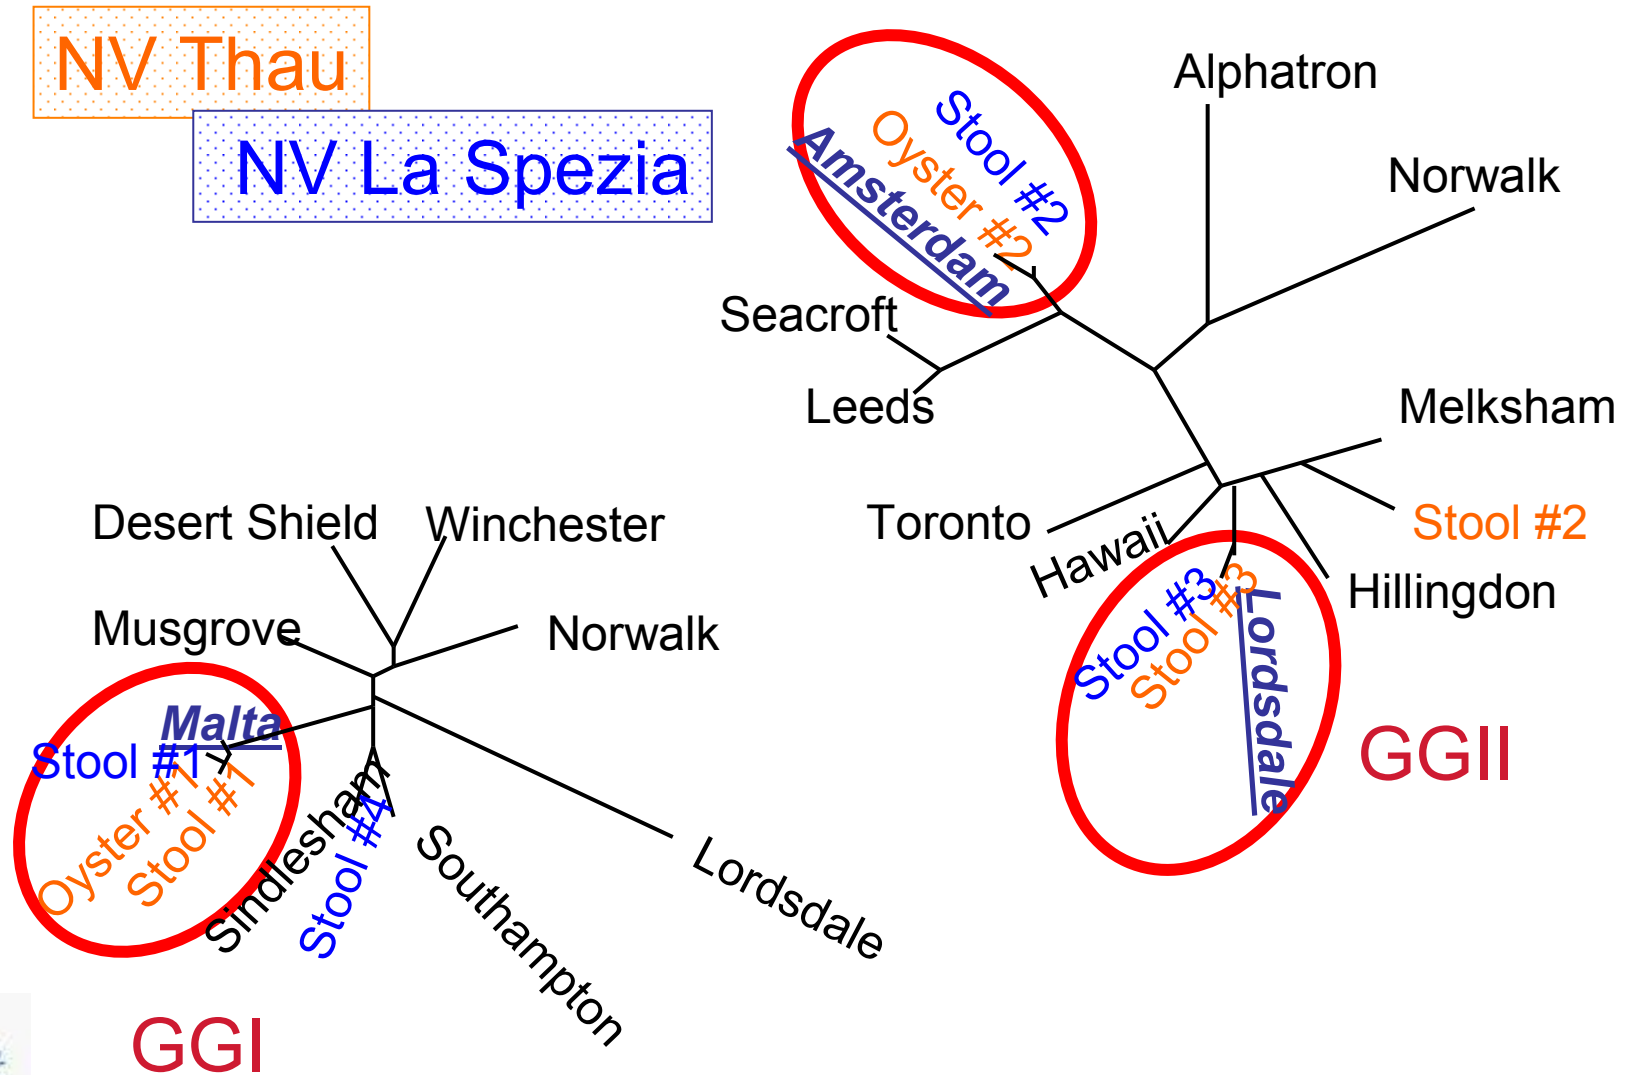 NV Thau
NV La Spezia
Alphatron
Norwalk
Stool #2
Oyster #2
Amsterdam
Seacroft
Leeds
Melksham
Toronto
Hawaii
Stool #2
Hillingdon
Stool #3
Stool #3
Lordsdale
GGII
Desert Shield
Winchester
Musgrove
Norwalk
Malta
Stool #1
Oyster #1
Stool #1
Sindlesham
Stool #4
Southampton
Lordsdale
GGI